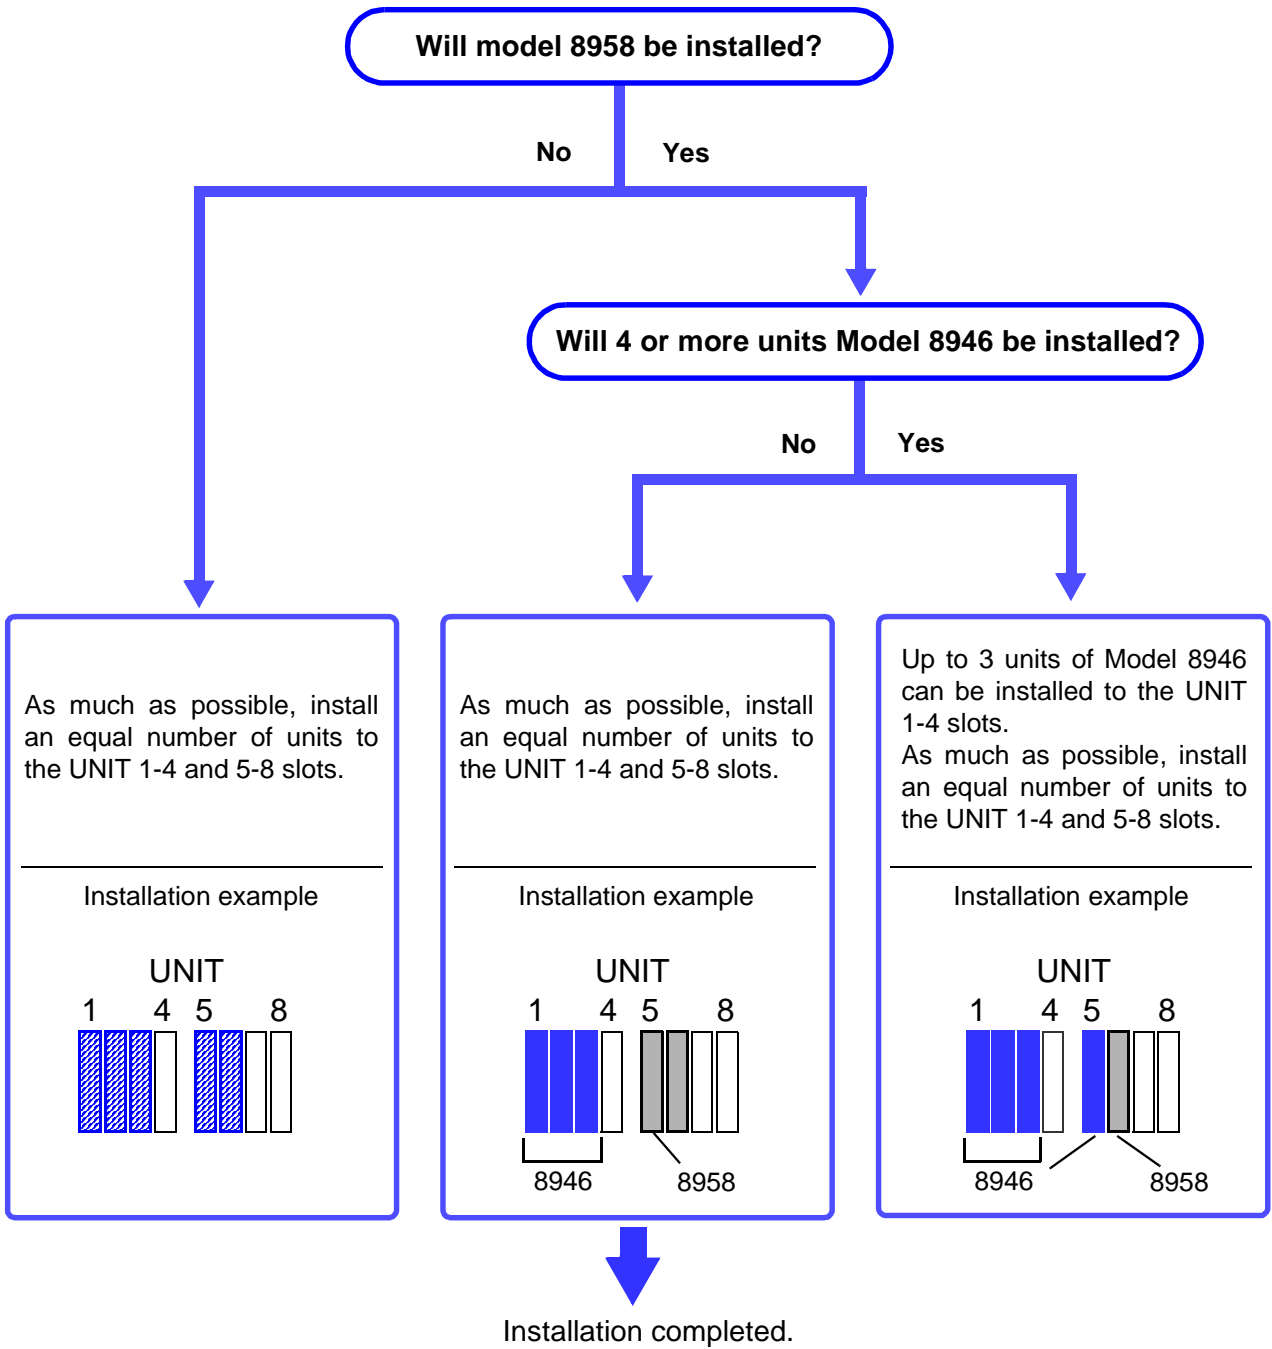 Will model 8958 be installed?
No Yes
Will 4 or more units Model 8946 be installed?
No Yes
As much as possible, install
an equal number of units to
the UNIT 1-4 and 5-8 slots.
Installation example
UNIT
1 4 5 8
As much as possible, install
an equal number of units to
the UNIT 1-4 and 5-8 slots.
Installation example
UNIT
1 4 5 8
8946 8958
Up to 3 units of Model 8946
can be installed to the UNIT
1-4 slots.
As much as possible, install
an equal number of units to
the UNIT 1-4 and 5-8 slots.
Installation example
UNIT
1 4 5 8
8946 8958
Installation completed.